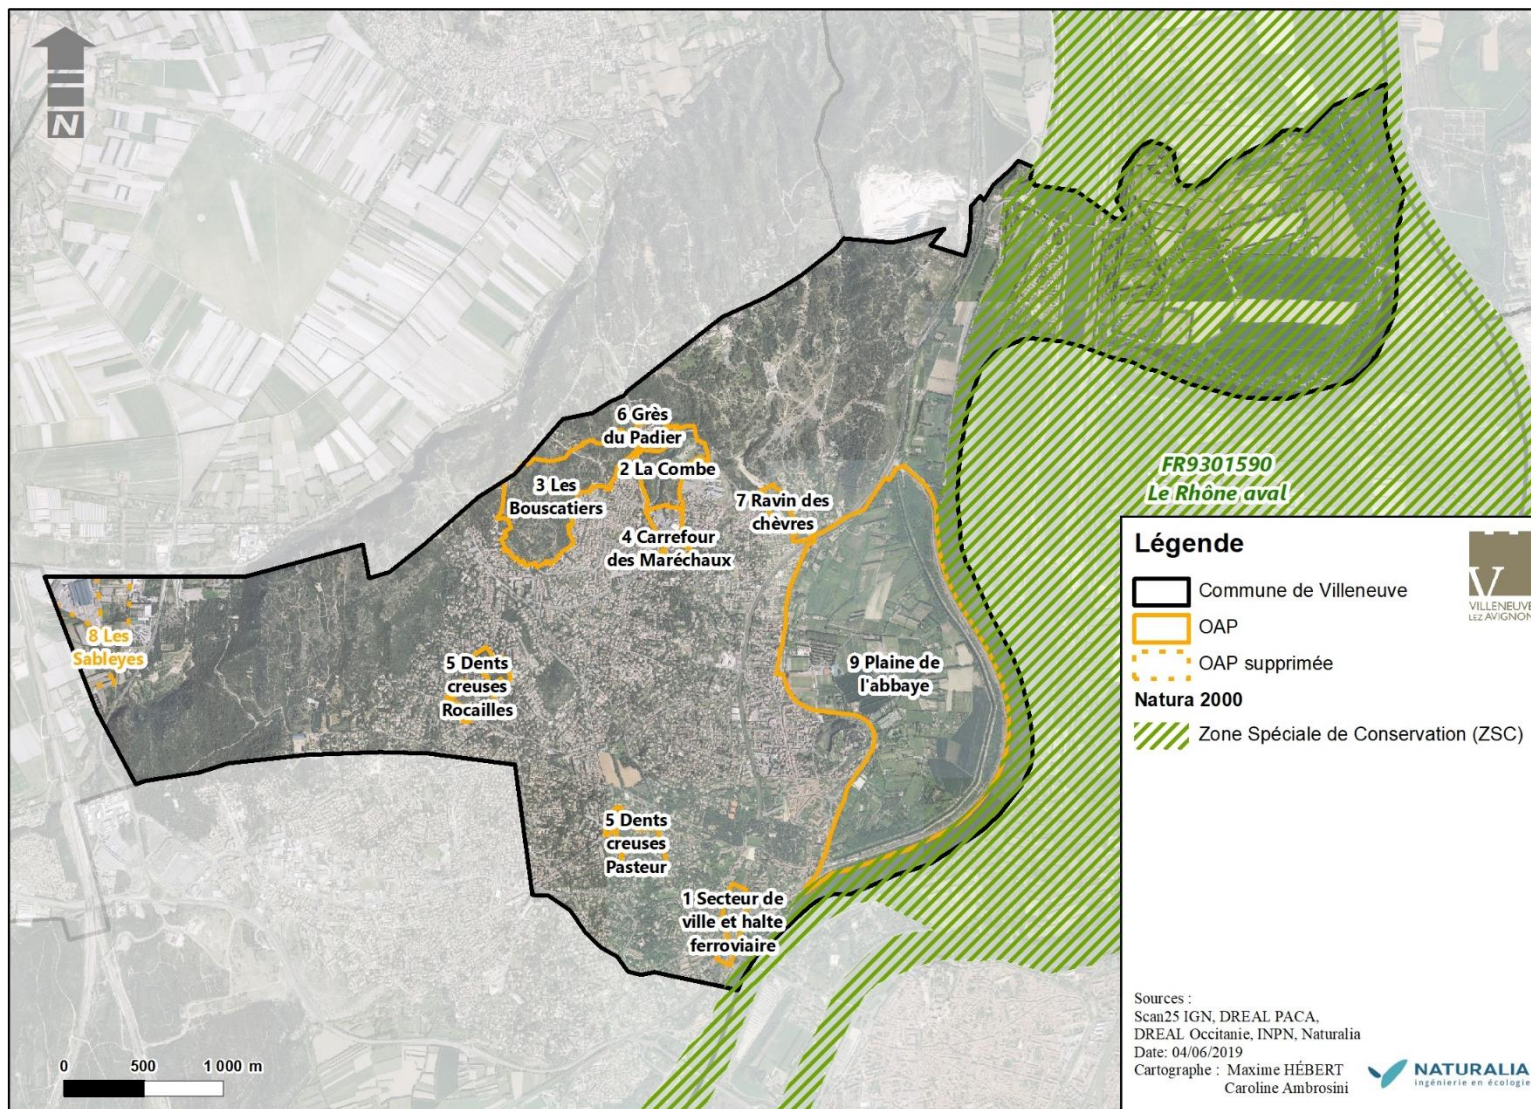 N
6 Grès
du Padier
2 La Combe
3 Les
Bouscatiers
7 Ravin des
chèvres
4 Carrefour
des Maréchaux
8 Les
Sableyes
5 Dents
creuses
Rocailles
9 Plaine de
l'abbaye
5 Dents
creuses
Pasteur
1 Secteur de
ville et halte
ferroviaire
FR9301590
Le Rhône aval
0 500 1 000 m
Légende
Commune de Villeneuve
OAP
OAP supprimée
Natura 2000
Zone Spéciale de Conservation (ZSC)
V
VILLENEUVE
LEZ AVIGNON
Sources :
Scan25 IGN, DREAL PACA,
DREAL Occitanie, INPN, Naturalia
Date: 04/06/2019
Cartographe : Maxime HÉBERT
Caroline Ambrosini
NATURALIA
ingénierie en écologie